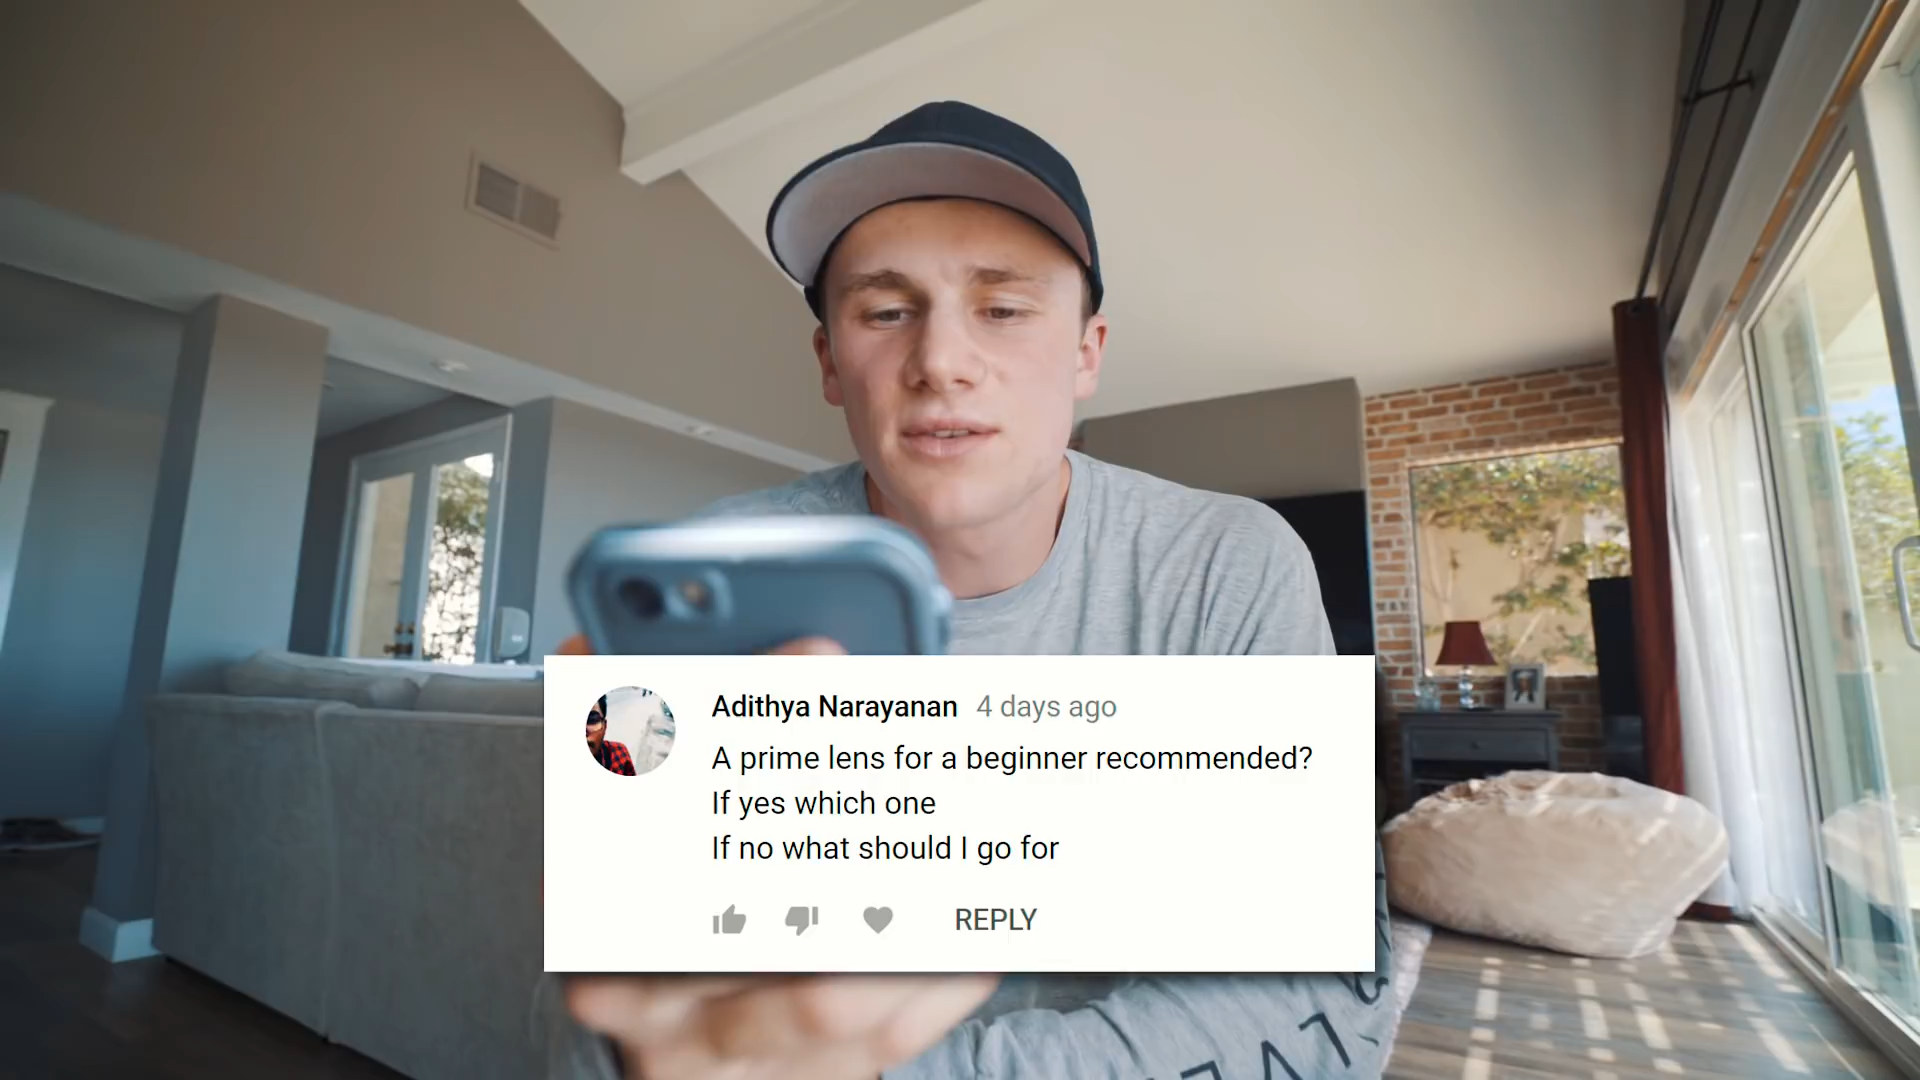 Adithya Narayanan 4 days ago
A prime lens for a beginner recommended?
If yes which one
If no what should I go for
REPLY